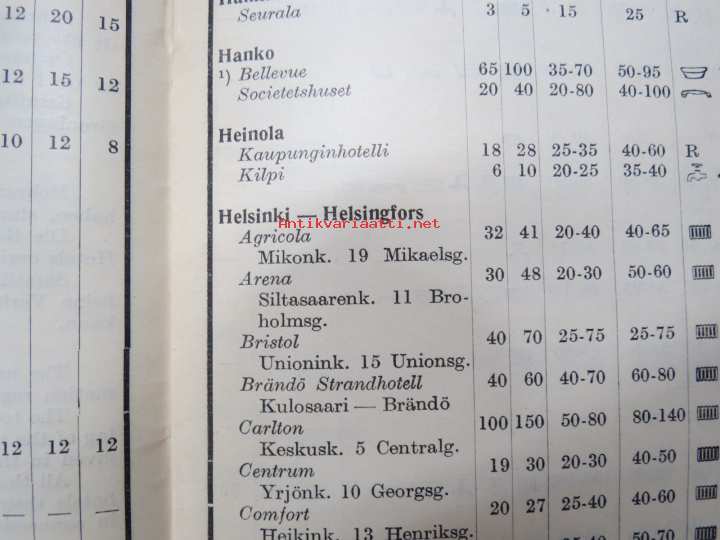 12 20 15
Seurala 3 5 15 25 R
Hanko
12 15 12
¹) Bellevue 65 100 35-70 50-95
Societetshuset 20 40 20-80 40-100
10 12 8
Heinola
Kaupunginhotelli 18 28 25-35 40-60 R
Kilpi 6 10 20-25 35-40
Helsinki — Helsingfors
Antikvariaatti.net
Agricola 32 41 20-40 40-65
Mikonk. 19 Mikaelsg.
Arena 30 48 20-30 50-60
Siltasaarenk. 11 Bro-
holmsg.
Bristol 40 70 25-75 25-75
Unionink. 15 Unionsg.
Brändö Strandhotell 40 60 40-70 60-80
Kulosaari — Brändö
Carlton 100 150 50-80 80-140
12 12 12
Keskusk. 5 Centralg.
Centrum 19 30 20-30 40-50
Yrjönk. 10 Georgsg.
— — —
Comfort 20 27 25-40 40-60
Heikink. 13 Henriksg.
50-70